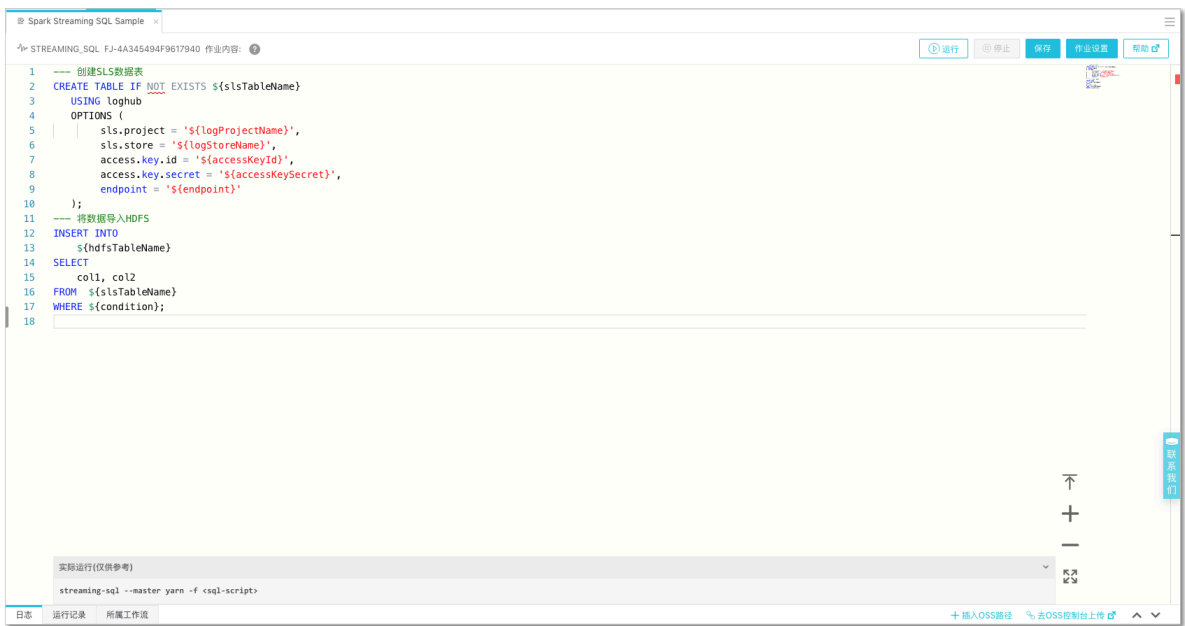 Spark Streaming SQL Sample ×
STREAMING_SQL FJ-4A345494F9617940 作业内容: ?
运行 停止 保存 作业设置 帮助
1 --- 创建SLS数据表
2 CREATE TABLE IF NOT EXISTS ${slsTableName}
3 USING loghub
4 OPTIONS (
5 sls.project = '${logProjectName}',
6 sls.store = '${logStoreName}',
7 access.key.id = '${accessKeyId}',
8 access.key.secret = '${accessKeySecret}',
9 endpoint = '${endpoint}'
10 );
11 --- 将数据导入HDFS
12 INSERT INTO
13 ${hdfsTableName}
14 SELECT
15 col1, col2
16 FROM ${slsTableName}
17 WHERE ${condition};
18
联系我们
实际运行(仅供参考)
streaming-sql --master yarn -f <sql-script>
日志 运行记录 所属工作流 插入OSS路径 去OSS控制台上传